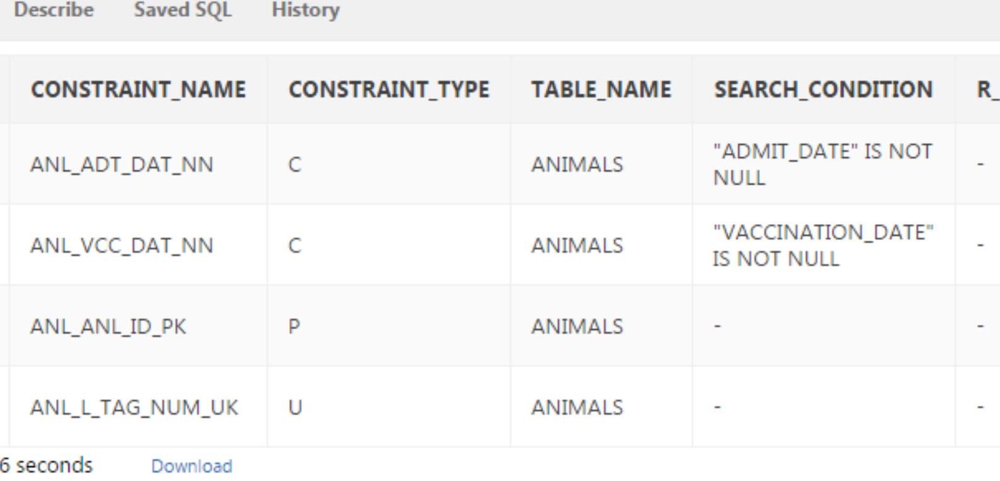 Describe Saved SQL History
CONSTRAINT_NAME CONSTRAINT_TYPE TABLE_NAME SEARCH_CONDITION R_
ANL_ADT_DAT_NN C ANIMALS "ADMIT_DATE" IS NOT
NULL -
ANL_VCC_DAT_NN C ANIMALS "VACCINATION_DATE"
IS NOT NULL -
ANL_ANL_ID_PK P ANIMALS - -
ANL_L_TAG_NUM_UK U ANIMALS - -
6 seconds Download